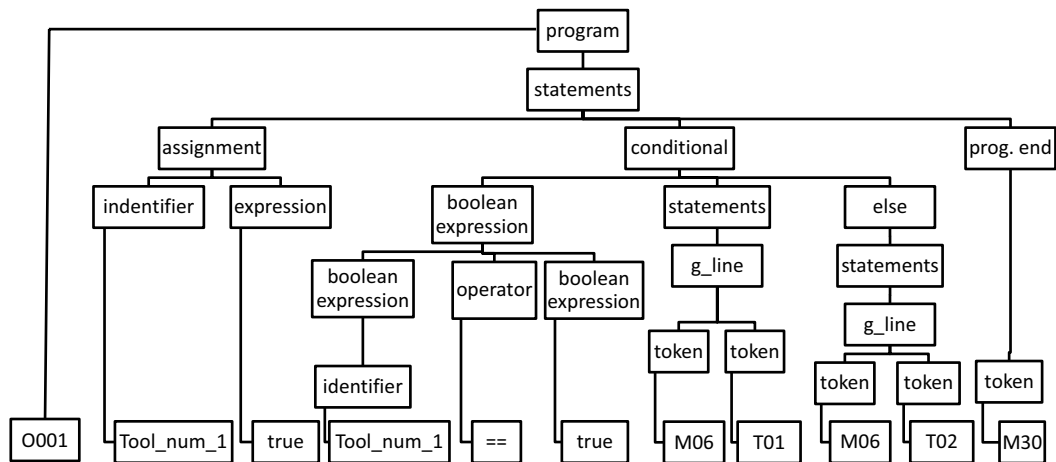 program
statements
assignment
conditional
prog. end
indentifier
expression
boolean
expression
statements
else
boolean
expression
operator
boolean
expression
g_line
statements
g_line
token
token
identifier
token
token
token
O001
Tool_num_1
true
Tool_num_1
==
true
M06
T01
M06
T02
M30